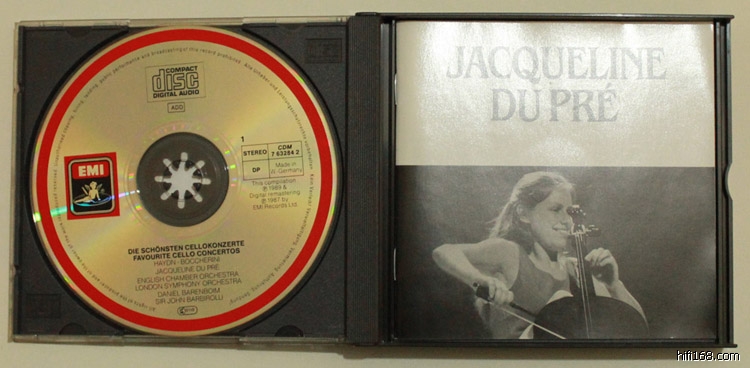 COMPACT
disc
DIGITAL AUDIO
ADD
EMI
1
STEREO
CDM
7 63284 2
DP
Made in
W.-Germany
This compilation
℗ 1989 &
Digital remastering
℗ 1987 by
EMI Records Ltd.
DIE SCHÖNSTEN CELLOKONZERTE
FAVOURITE CELLO CONCERTOS
HAYDN · BOCCHERINI
JACQUELINE DU PRÉ
ENGLISH CHAMBER ORCHESTRA
LONDON SYMPHONY ORCHESTRA
DANIEL BARENBOIM
SIR JOHN BARBIROLLI
JACQUELINE
DU PRÉ
hifi168.com